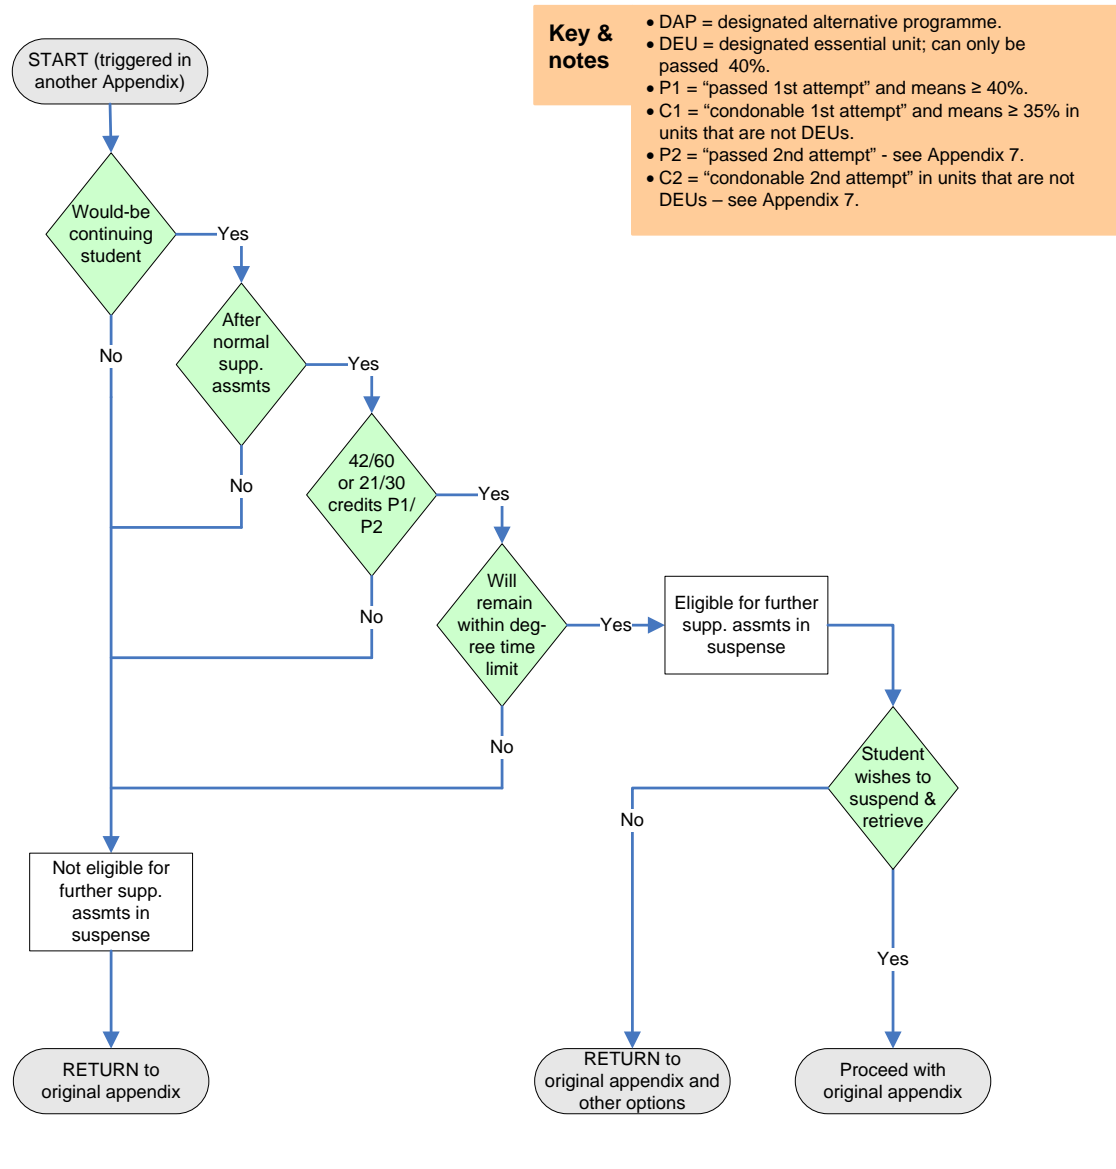 START (triggered in
another Appendix)
Key &
notes
• DAP = designated alternative programme.
• DEU = designated essential unit; can only be
passed  40%.
• P1 = “passed 1st attempt” and means ≥ 40%.
• C1 = “condonable 1st attempt” and means ≥ 35% in
units that are not DEUs.
• P2 = “passed 2nd attempt” - see Appendix 7.
• C2 = “condonable 2nd attempt” in units that are not
DEUs – see Appendix 7.
Would-be
continuing
student
Yes
No
After
normal
supp.
assmts
Yes
No
42/60
or 21/30
credits P1/
P2
Yes
No
Will
remain
within deg-
ree time
limit
Yes
No
Eligible for further
supp. assmts in
suspense
Student
wishes to
suspend &
retrieve
No
Yes
Not eligible for
further supp.
assmts in
suspense
RETURN to
original appendix
RETURN to
original appendix and
other options
Proceed with
original appendix